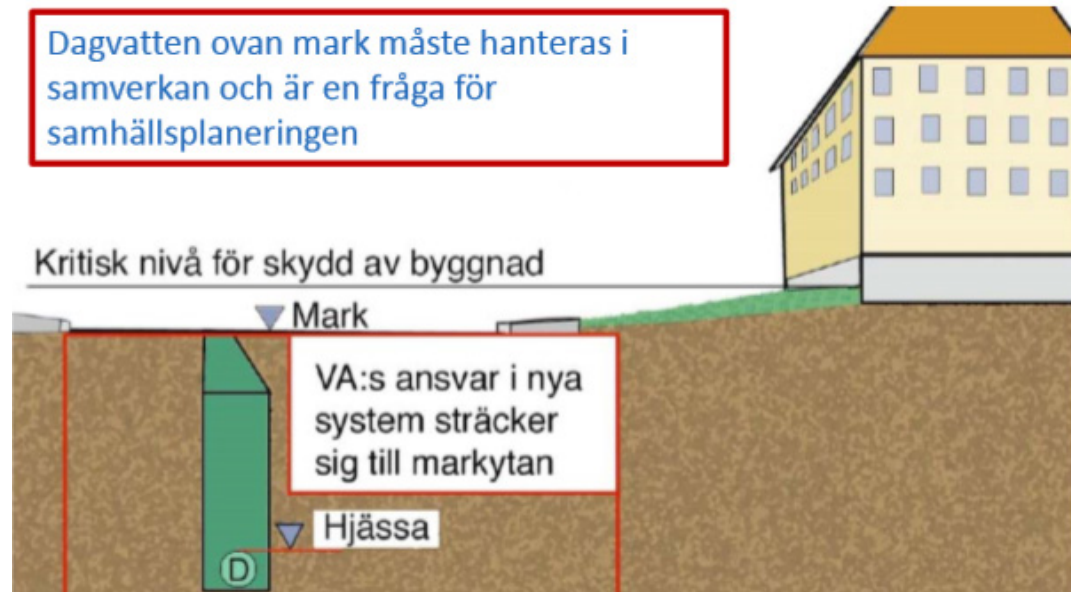 Dagvatten ovan mark måste hanteras i
samverkan och är en fråga för
samhällsplaneringen
Kritisk nivå för skydd av byggnad
Mark
VA:s ansvar i nya
system sträcker
sig till markytan
Hjässa
D